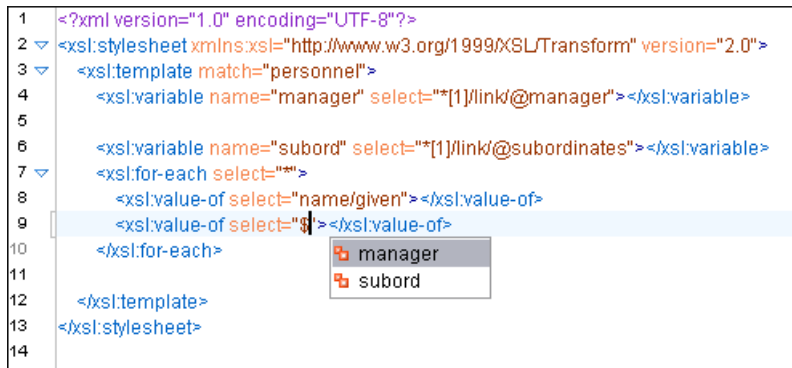 1 <?xml version="1.0" encoding="UTF-8"?>
2 <xsl:stylesheet xmlns:xsl="http://www.w3.org/1999/XSL/Transform" version="2.0">
3 <xsl:template match="personnel">
4 <xsl:variable name="manager" select="*[1]/link/@manager"></xsl:variable>
5
6 <xsl:variable name="subord" select="*[1]/link/@subordinates"></xsl:variable>
7 <xsl:for-each select="*">
8 <xsl:value-of select="name/given"></xsl:value-of>
9 <xsl:value-of select="$"></xsl:value-of>
10 </xsl:for-each>
manager
11
subord
12 </xsl:template>
13 </xsl:stylesheet>
14